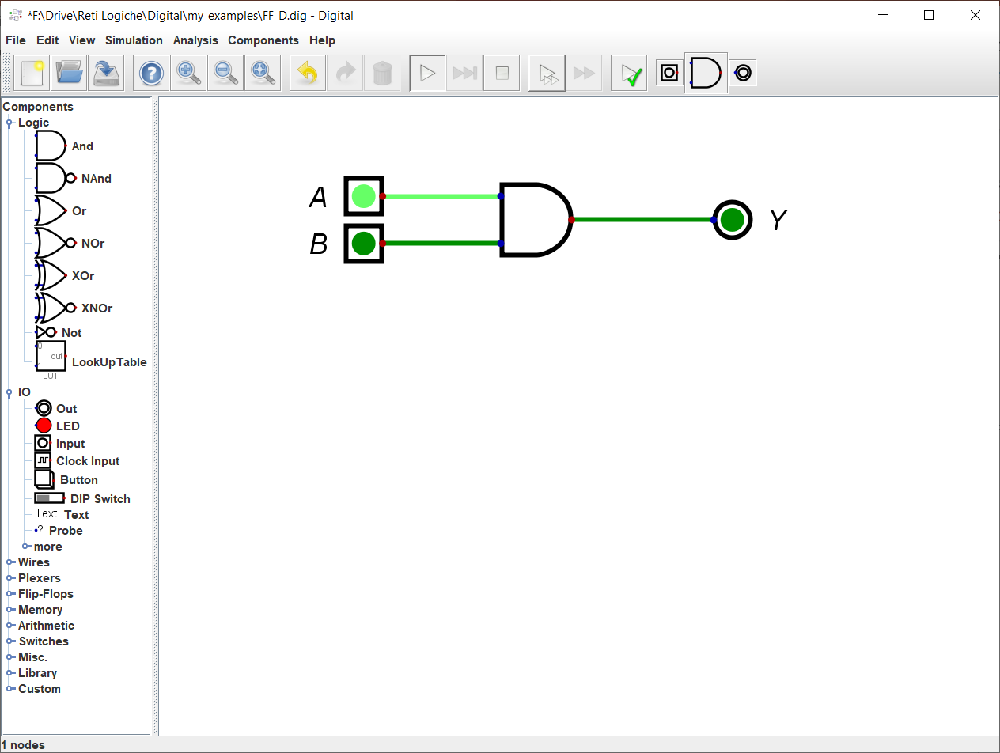 *F:\Drive\Reti Logiche\Digital\my_examples\FF_D.dig - Digital
File Edit View Simulation Analysis Components Help
Components
Logic
And
NAnd
Or
NOr
XOr
XNOr
Not
0
out
1
LookUpTable
LUT
IO
Out
LED
Input
Clock Input
Button
DIP Switch
Text Text
? Probe
more
Wires
Plexers
Flip-Flops
Memory
Arithmetic
Switches
Misc.
Library
Custom
A
B
Y
1 nodes